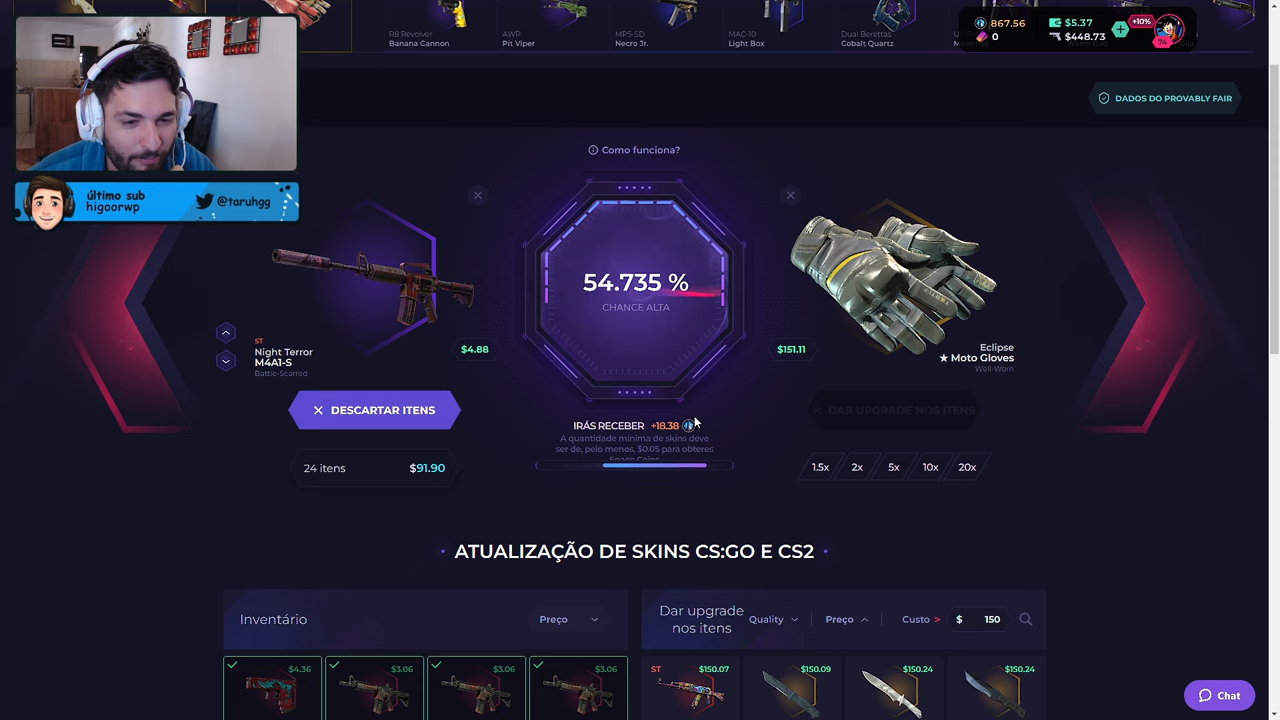 R8 Revolver
Banana Cannon
AWP
Pit Viper
MP5-SD
Necro Jr.
MAC-10
Light Box
Dual Berettas
Cobalt Quartz
867.56
0
$5.37
$448.73
+10%
74
DADOS DO PROVABLY FAIR
último sub
higoorwp
@taruhgg
Como funciona?
54.735 %
CHANCE ALTA
ST
Night Terror
M4A1-S
Battle-Scarred
$4.88
$151.11
Eclipse
★ Moto Gloves
Well-Worn
DESCARTAR ITENS
DAR UPGRADE NOS ITENS
IRÁS RECEBER +18.38
A quantidade mínima de skins deve
ser de, pelo menos, $0.05 para obteres
Space Coins
24 itens $91.90
1.5x 2x 5x 10x 20x
ATUALIZAÇÃO DE SKINS CS:GO E CS2
Inventário
Preço
Dar upgrade
nos itens
Quality
Preço
Custo >
$ 150
$4.36
$3.06
$3.06
$3.06
ST
$150.07
$150.09
$150.24
$150.24
Chat